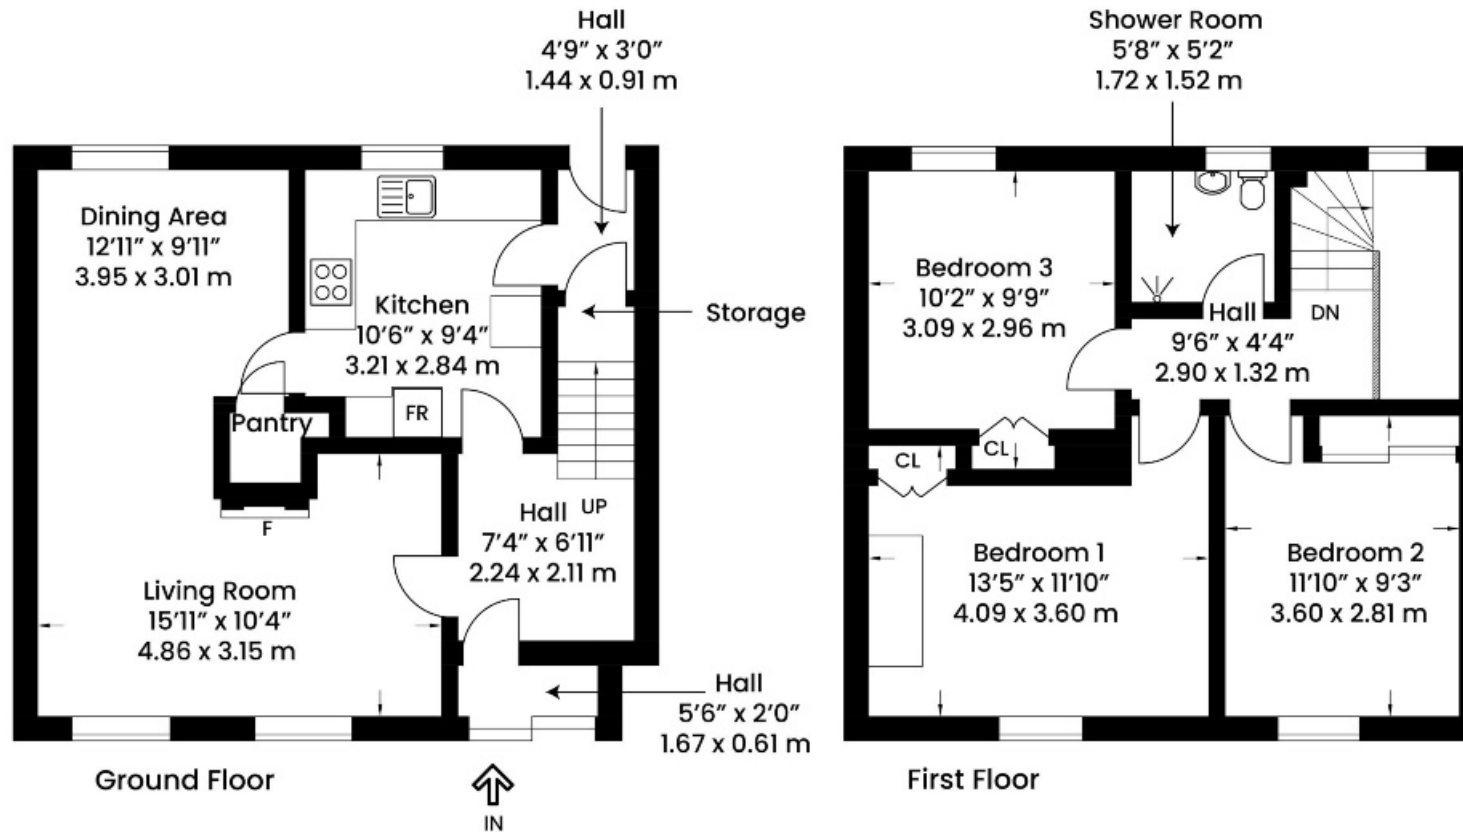 Hall
4’9” x 3’0”
1.44 x 0.91 m
Shower Room
5’8” x 5’2”
1.72 x 1.52 m
Dining Area
12’11” x 9’11”
3.95 x 3.01 m
Kitchen
10’6” x 9’4”
3.21 x 2.84 m
Storage
Pantry
FR
F
Hall
7’4” x 6’11”
2.24 x 2.11 m
UP
Living Room
15’11” x 10’4”
4.86 x 3.15 m
Hall
5’6” x 2’0”
1.67 x 0.61 m
Ground Floor
IN
Bedroom 3
10’2” x 9’9”
3.09 x 2.96 m
Hall
9’6” x 4’4”
2.90 x 1.32 m
DN
CL
CL
Bedroom 1
13’5” x 11’10”
4.09 x 3.60 m
Bedroom 2
11’10” x 9’3”
3.60 x 2.81 m
First Floor